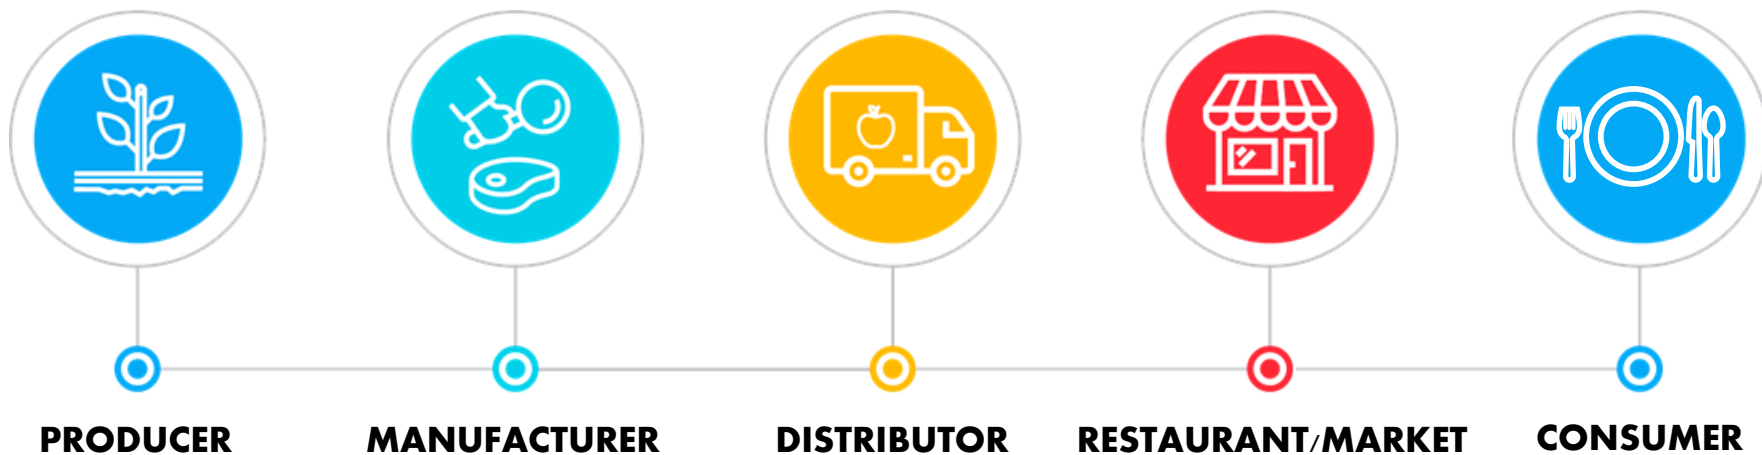 PRODUCER
MANUFACTURER
DISTRIBUTOR
RESTAURANT/MARKET
CONSUMER